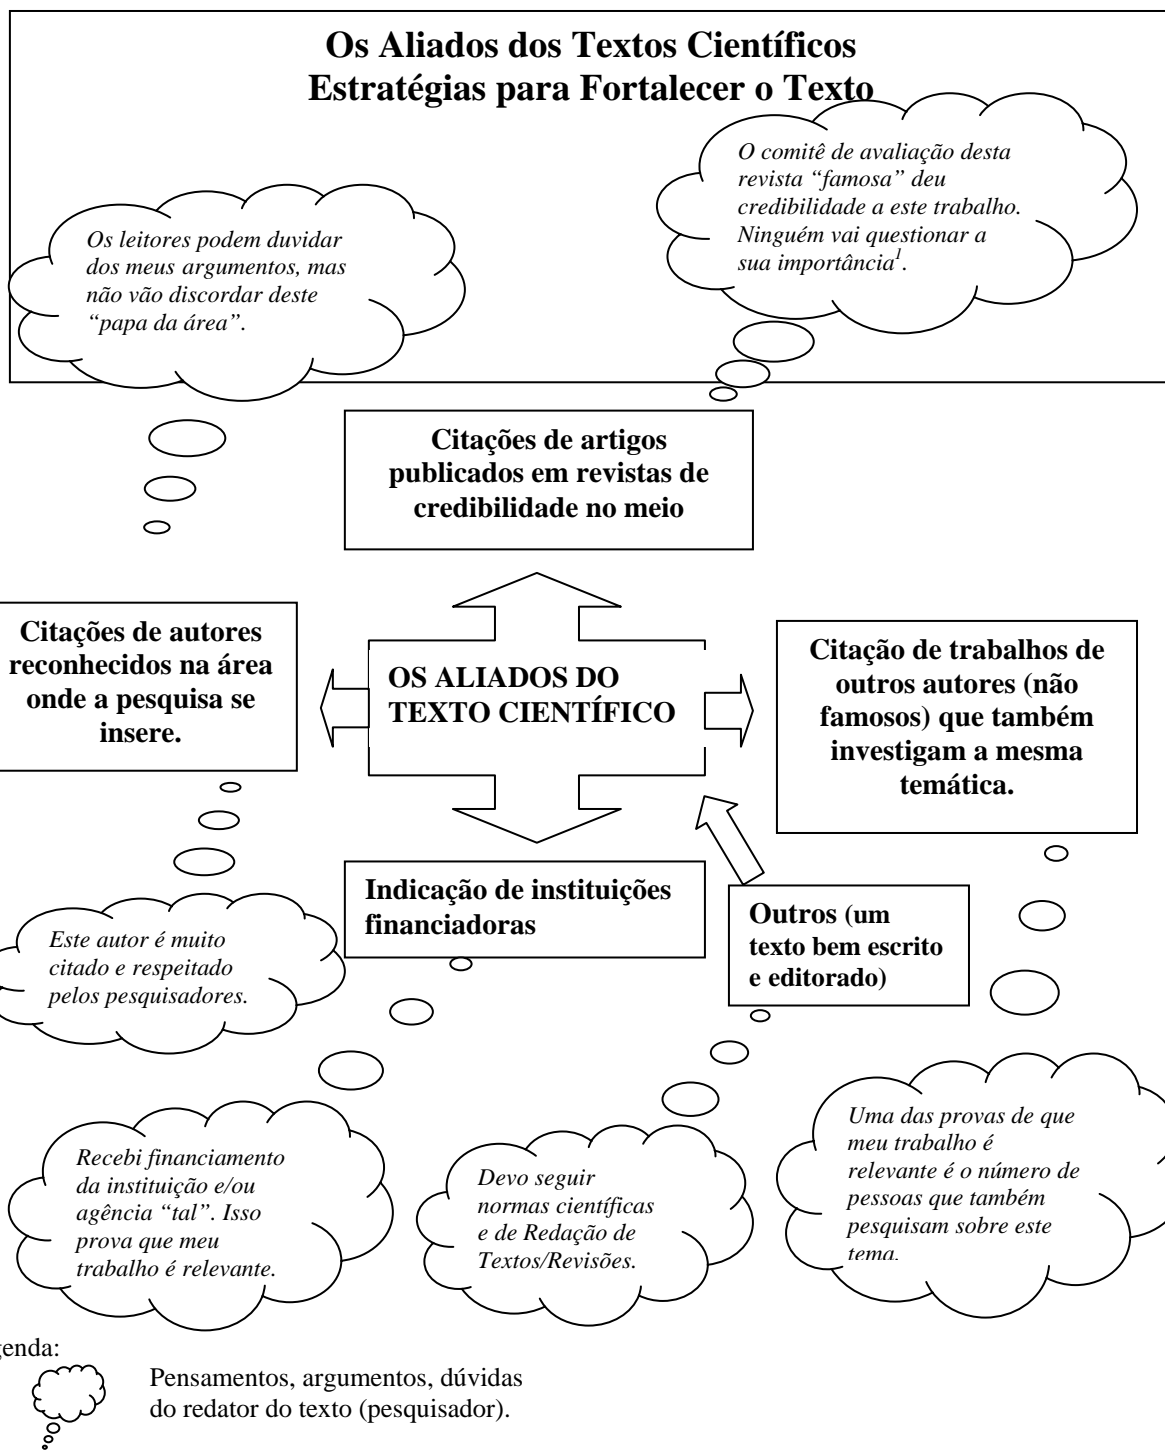 Os Aliados dos Textos Científicos
Estratégias para Fortalecer o Texto
O comitê de avaliação desta
revista “famosa” deu
credibilidade a este trabalho.
Ninguém vai questionar a
sua importância¹.
Os leitores podem duvidar
dos meus argumentos, mas
não vão discordar deste
“papa da área”.
Citações de artigos
publicados em revistas de
credibilidade no meio
Citações de autores
reconhecidos na área
onde a pesquisa se
insere.
OS ALIADOS DO
TEXTO CIENTÍFICO
Citação de trabalhos de
outros autores (não
famosos) que também
investigam a mesma
temática.
Indicação de instituições
financiadoras
Outros (um
texto bem escrito
e editorado)
Este autor é muito
citado e respeitado
pelos pesquisadores.
Recebi financiamento
da instituição e/ou
agência “tal”. Isso
prova que meu
trabalho é relevante.
Devo seguir
normas científicas
e de Redação de
Textos/Revisões.
Uma das provas de que
meu trabalho é
relevante é o número de
pessoas que também
pesquisam sobre este
tema.
genda:
Pensamentos, argumentos, dúvidas
do redator do texto (pesquisador).